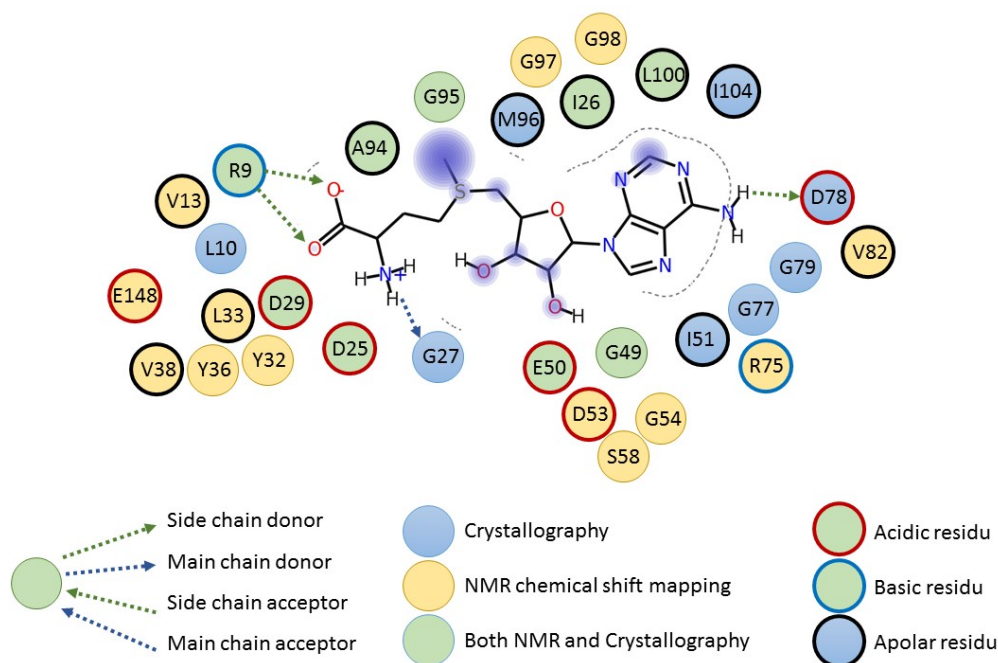 G98
G97
L100
I104
G95
M96
I26
A94
R9
O-
S
N
N
H
D78
V13
O
O
N
H
L10
O
N
N
V82
H
H
O
G79
H
N+
H
E148
D29
H
O
H
G77
L33
D25
G27
I51
G49
V38
Y36
Y32
E50
R75
D53
G54
S58
Side chain donor
Main chain donor
Side chain acceptor
Main chain acceptor
Crystallography
NMR chemical shift mapping
Both NMR and Crystallography
Acidic residu
Basic residu
Apolar residu